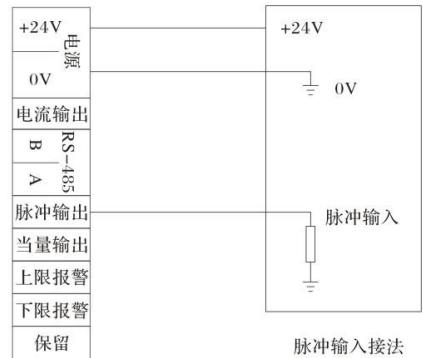 +24V
电源
0V
电流输出
B
A
RS-485
脉冲输出
当量输出
上限报警
下限报警
保留
+24V
0V
脉冲输入
脉冲输入接法